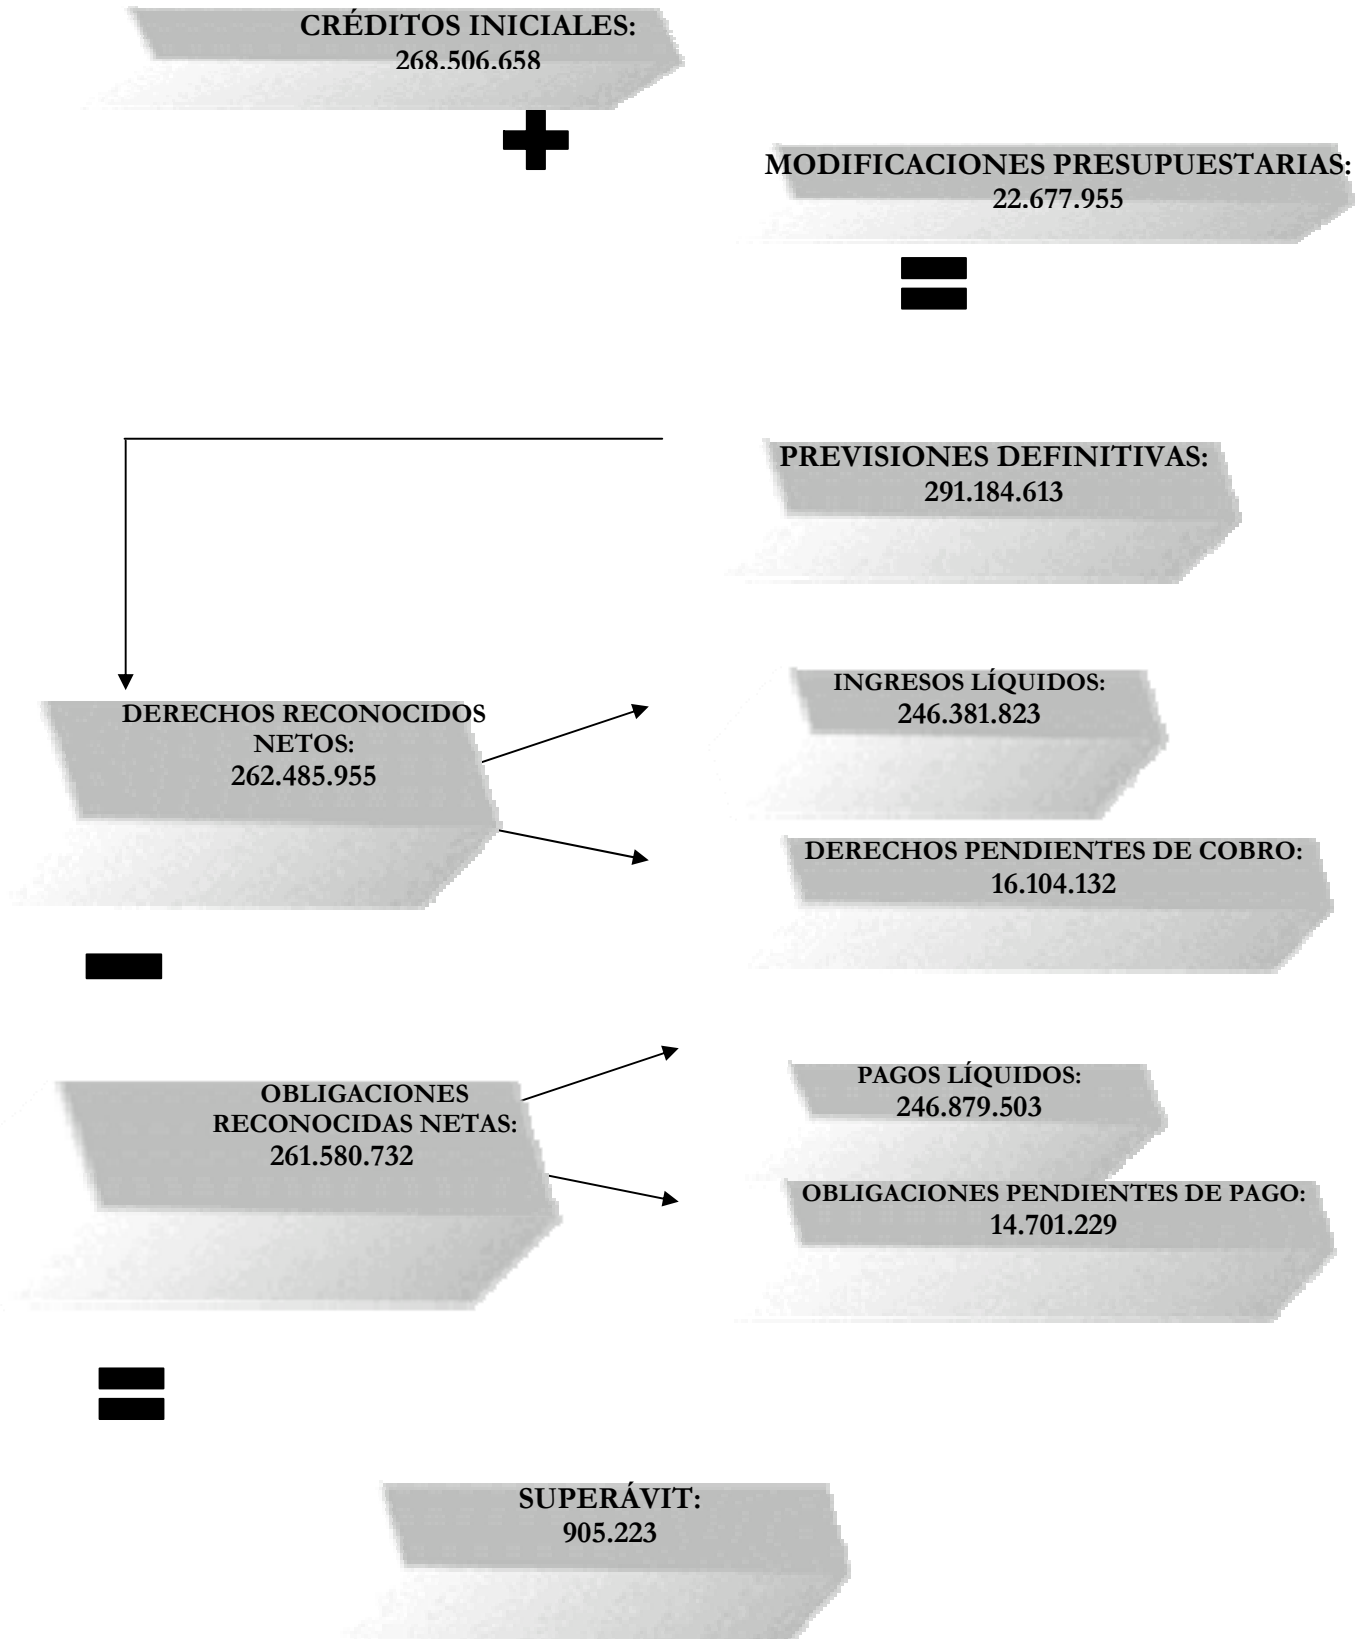 CRÉDITOS INICIALES:
268.506.658
MODIFICACIONES PRESUPUESTARIAS:
22.677.955
PREVISIONES DEFINITIVAS:
291.184.613
DERECHOS RECONOCIDOS
NETOS:
262.485.955
INGRESOS LÍQUIDOS:
246.381.823
DERECHOS PENDIENTES DE COBRO:
16.104.132
OBLIGACIONES
RECONOCIDAS NETAS:
261.580.732
PAGOS LÍQUIDOS:
246.879.503
OBLIGACIONES PENDIENTES DE PAGO:
14.701.229
SUPERÁVIT:
905.223